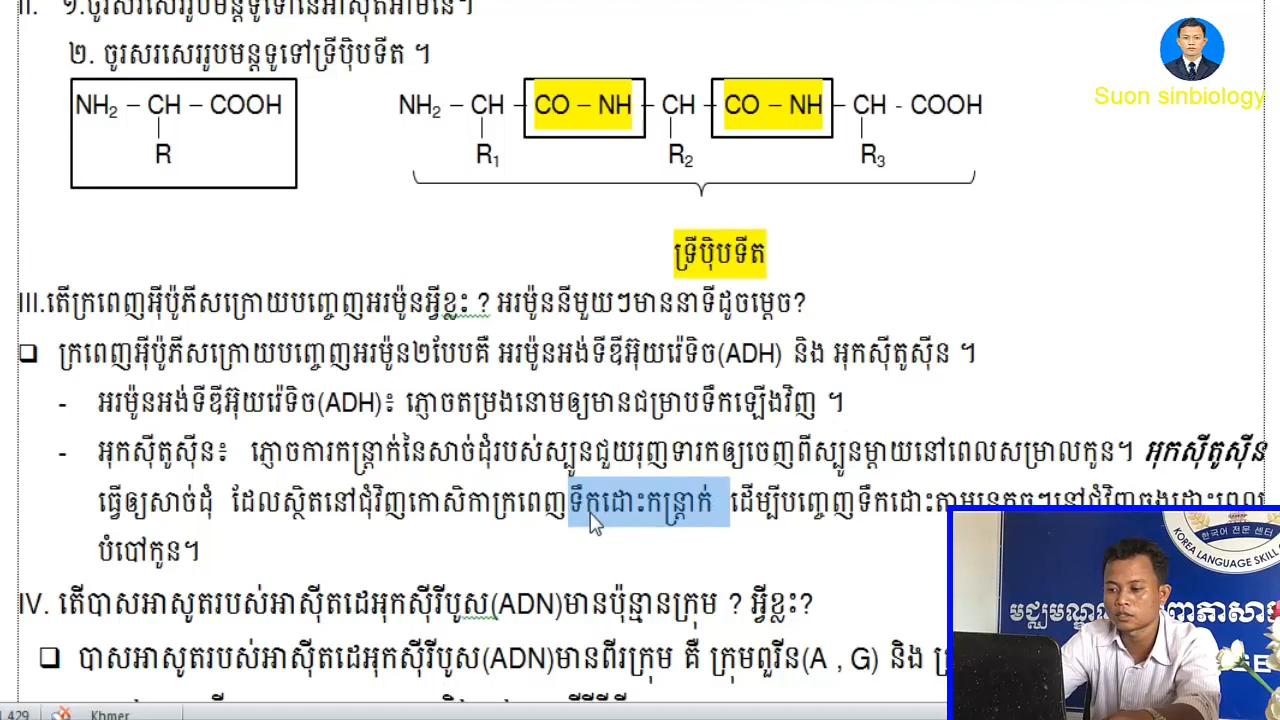 ២. ចូរសរសេររូបមន្តទូទៅទ្រីប៉ិបទីត ។
Suon sinbiology
NH₂ – CH – COOH
R
NH₂ – CH – CO – NH – CH – CO – NH – CH - COOH
R₁ R₂ R₃
ទ្រីប៉ិបទីត
III.តើក្រពេញអ៊ីប៉ូភីសក្រោយបញ្ចេញអរម៉ូនអ្វីខ្លះ ? អរម៉ូននីមួយៗមាននាទីដូចម្តេច?
❑ ក្រពេញអ៊ីប៉ូភីសក្រោយបញ្ចេញអរម៉ូន២បែបគឺ អរម៉ូនអង់ទីឌីអ៊ុយរ៉េទិច(ADH) និង អុកស៊ីតូស៊ីន ។
- អរម៉ូនអង់ទីឌីអ៊ុយរ៉េទិច(ADH)៖ ភ្ញោចតម្រងនោមឲ្យមានជម្រាបទឹកឡើងវិញ ។
- អុកស៊ីតូស៊ីន៖ ភ្ញោចការកន្ត្រាក់នៃសាច់ដុំរបស់ស្បូនជួយរុញទារកឲ្យចេញពីស្បូនម្តាយនៅពេលសម្រាលកូន។ អុកស៊ីតូស៊ីន
ធ្វើឲ្យសាច់ដុំ ដែលស្ថិតនៅជុំវិញកោសិកាក្រពេញទឹកដោះកន្ត្រាក់ ដើម្បីបញ្ចេញទឹកដោះតាម
បំបៅកូន។
IV. តើបាសអាសូតរបស់អាស៊ីតដេអុកស៊ីរីបូស(ADN)មានប៉ុន្មានក្រុម ? អ្វីខ្លះ?
❑ បាសអាសូតរបស់អាស៊ីតដេអុកស៊ីរីបូស(ADN)មានពីរក្រុម គឺ ក្រុមពួរីន(A , G) និង
한국어 전문 센터
KOREA LANGUAGE SKILL
429 Khmer